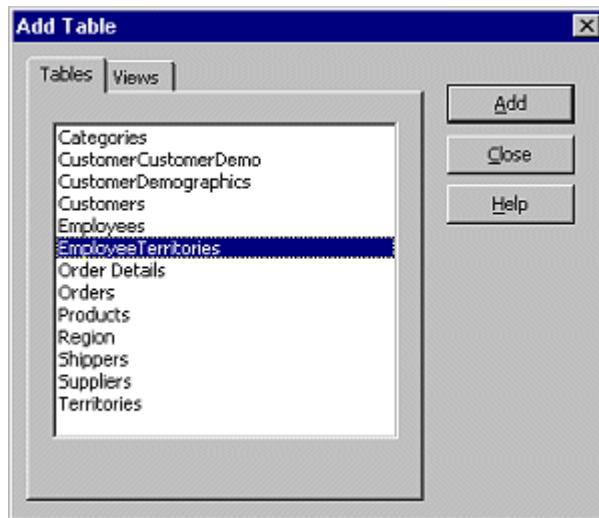 Add Table
Tables
Views
Categories
CustomerCustomerDemo
CustomerDemographics
Customers
Employees
EmployeeTerritories
Order Details
Orders
Products
Region
Shippers
Suppliers
Territories
Add
Close
Help